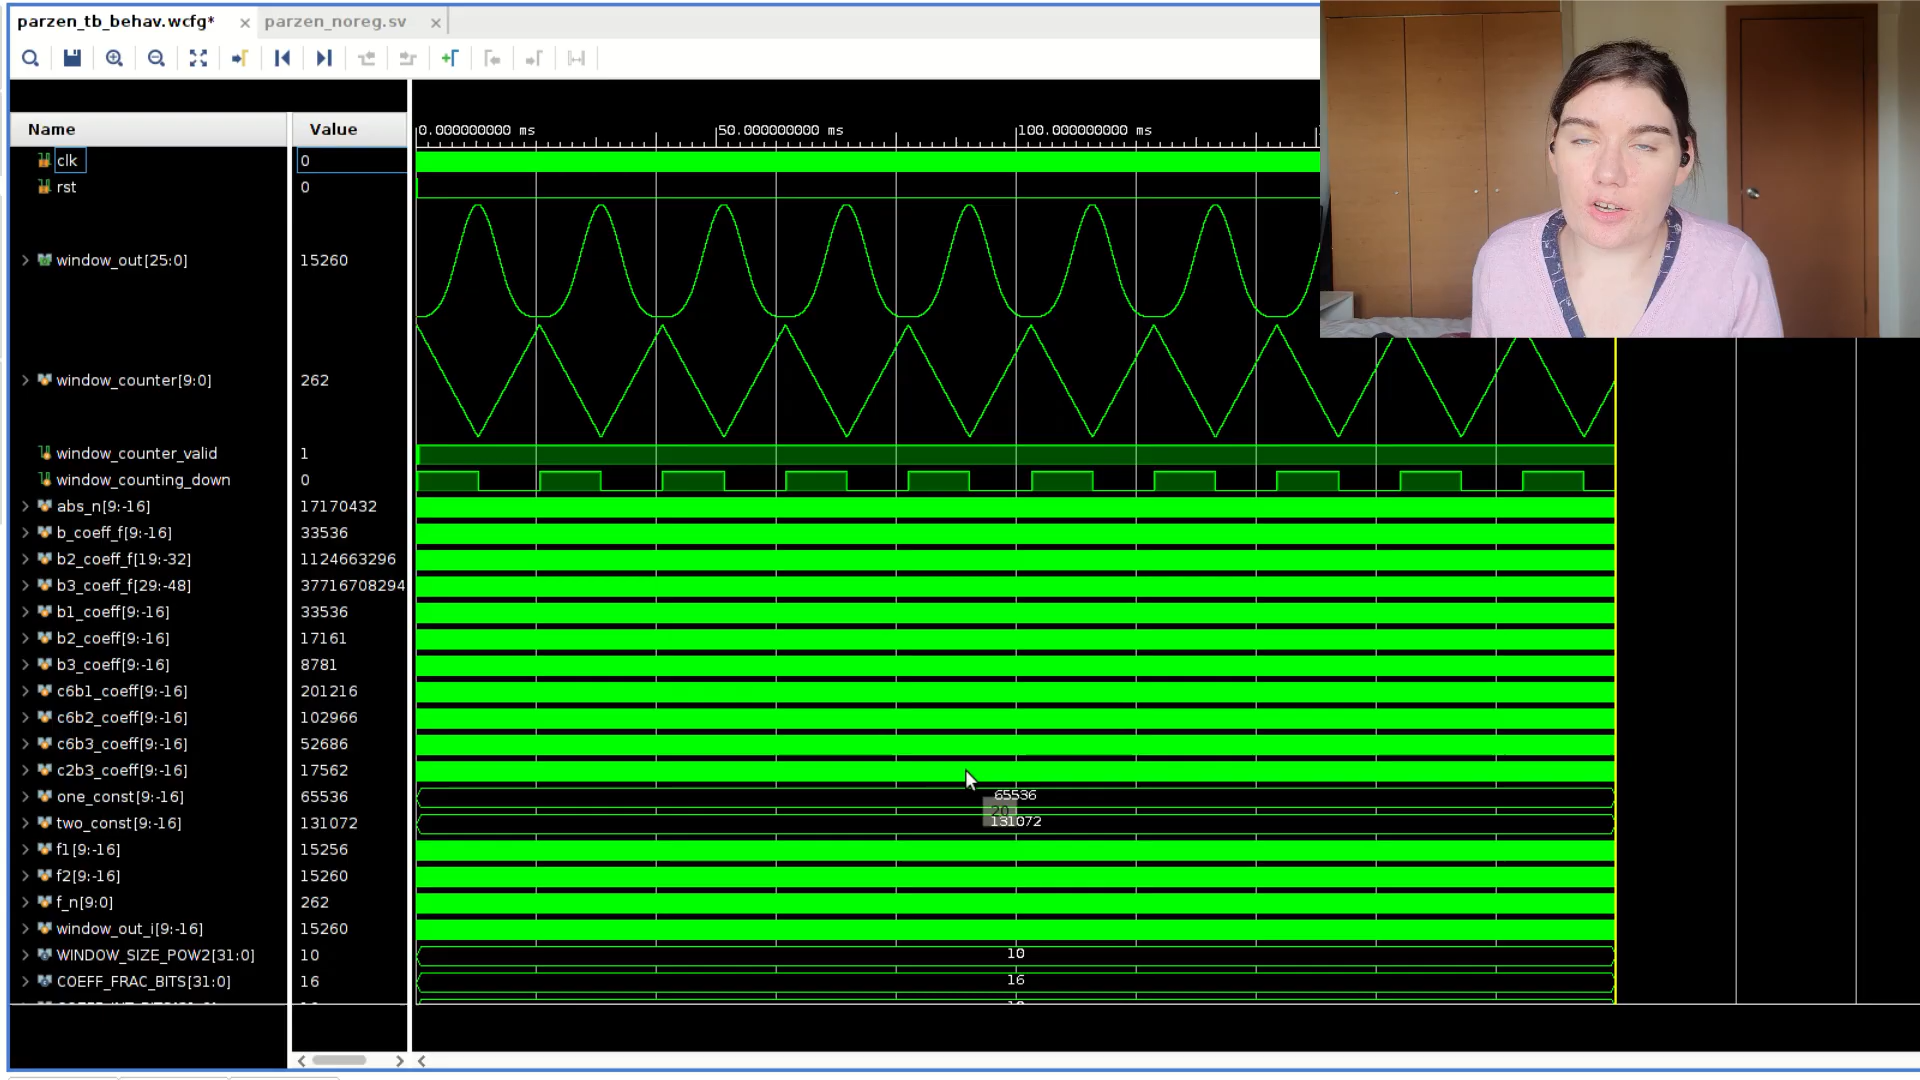 parzen_tb_behav.wcfg* × parzen_noreg.sv ×
Name Value
0.000000000 ms 50.000000000 ms 100.000000000 ms
clk 0
rst 0
window_out[25:0] 15260
window_counter[9:0] 262
window_counter_valid 1
window_counting_down 0
abs_n[9:-16] 17170432
b_coeff_f[9:-16] 33536
b2_coeff_f[19:-32] 1124663296
b3_coeff_f[29:-48] 37716708294
b1_coeff[9:-16] 33536
b2_coeff[9:-16] 17161
b3_coeff[9:-16] 8781
c6b1_coeff[9:-16] 201216
c6b2_coeff[9:-16] 102966
c6b3_coeff[9:-16] 52686
c2b3_coeff[9:-16] 17562
one_const[9:-16] 65536 65536
two_const[9:-16] 131072 131072
f1[9:-16] 15256
f2[9:-16] 15260
f_n[9:0] 262
window_out_i[9:-16] 15260
WINDOW_SIZE_POW2[31:0] 10 10
COEFF_FRAC_BITS[31:0] 16 16